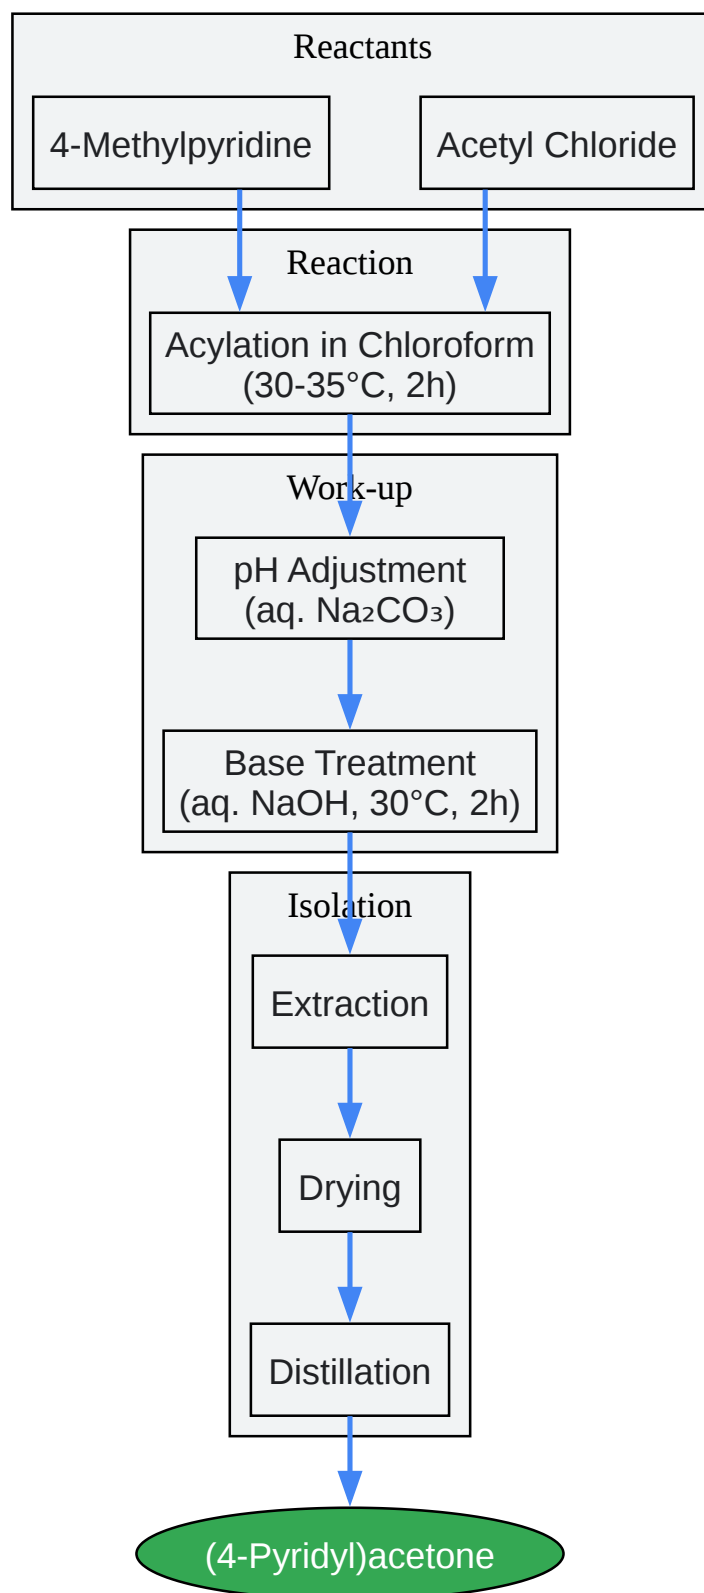 Reactants
4-Methylpyridine
Acetyl Chloride
Reaction
Acylation in Chloroform
(30-35°C, 2h)
Work-up
pH Adjustment
(aq. Na₂CO₃)
Base Treatment
(aq. NaOH, 30°C, 2h)
Isolation
Extraction
Drying
Distillation
(4-Pyridyl)acetone